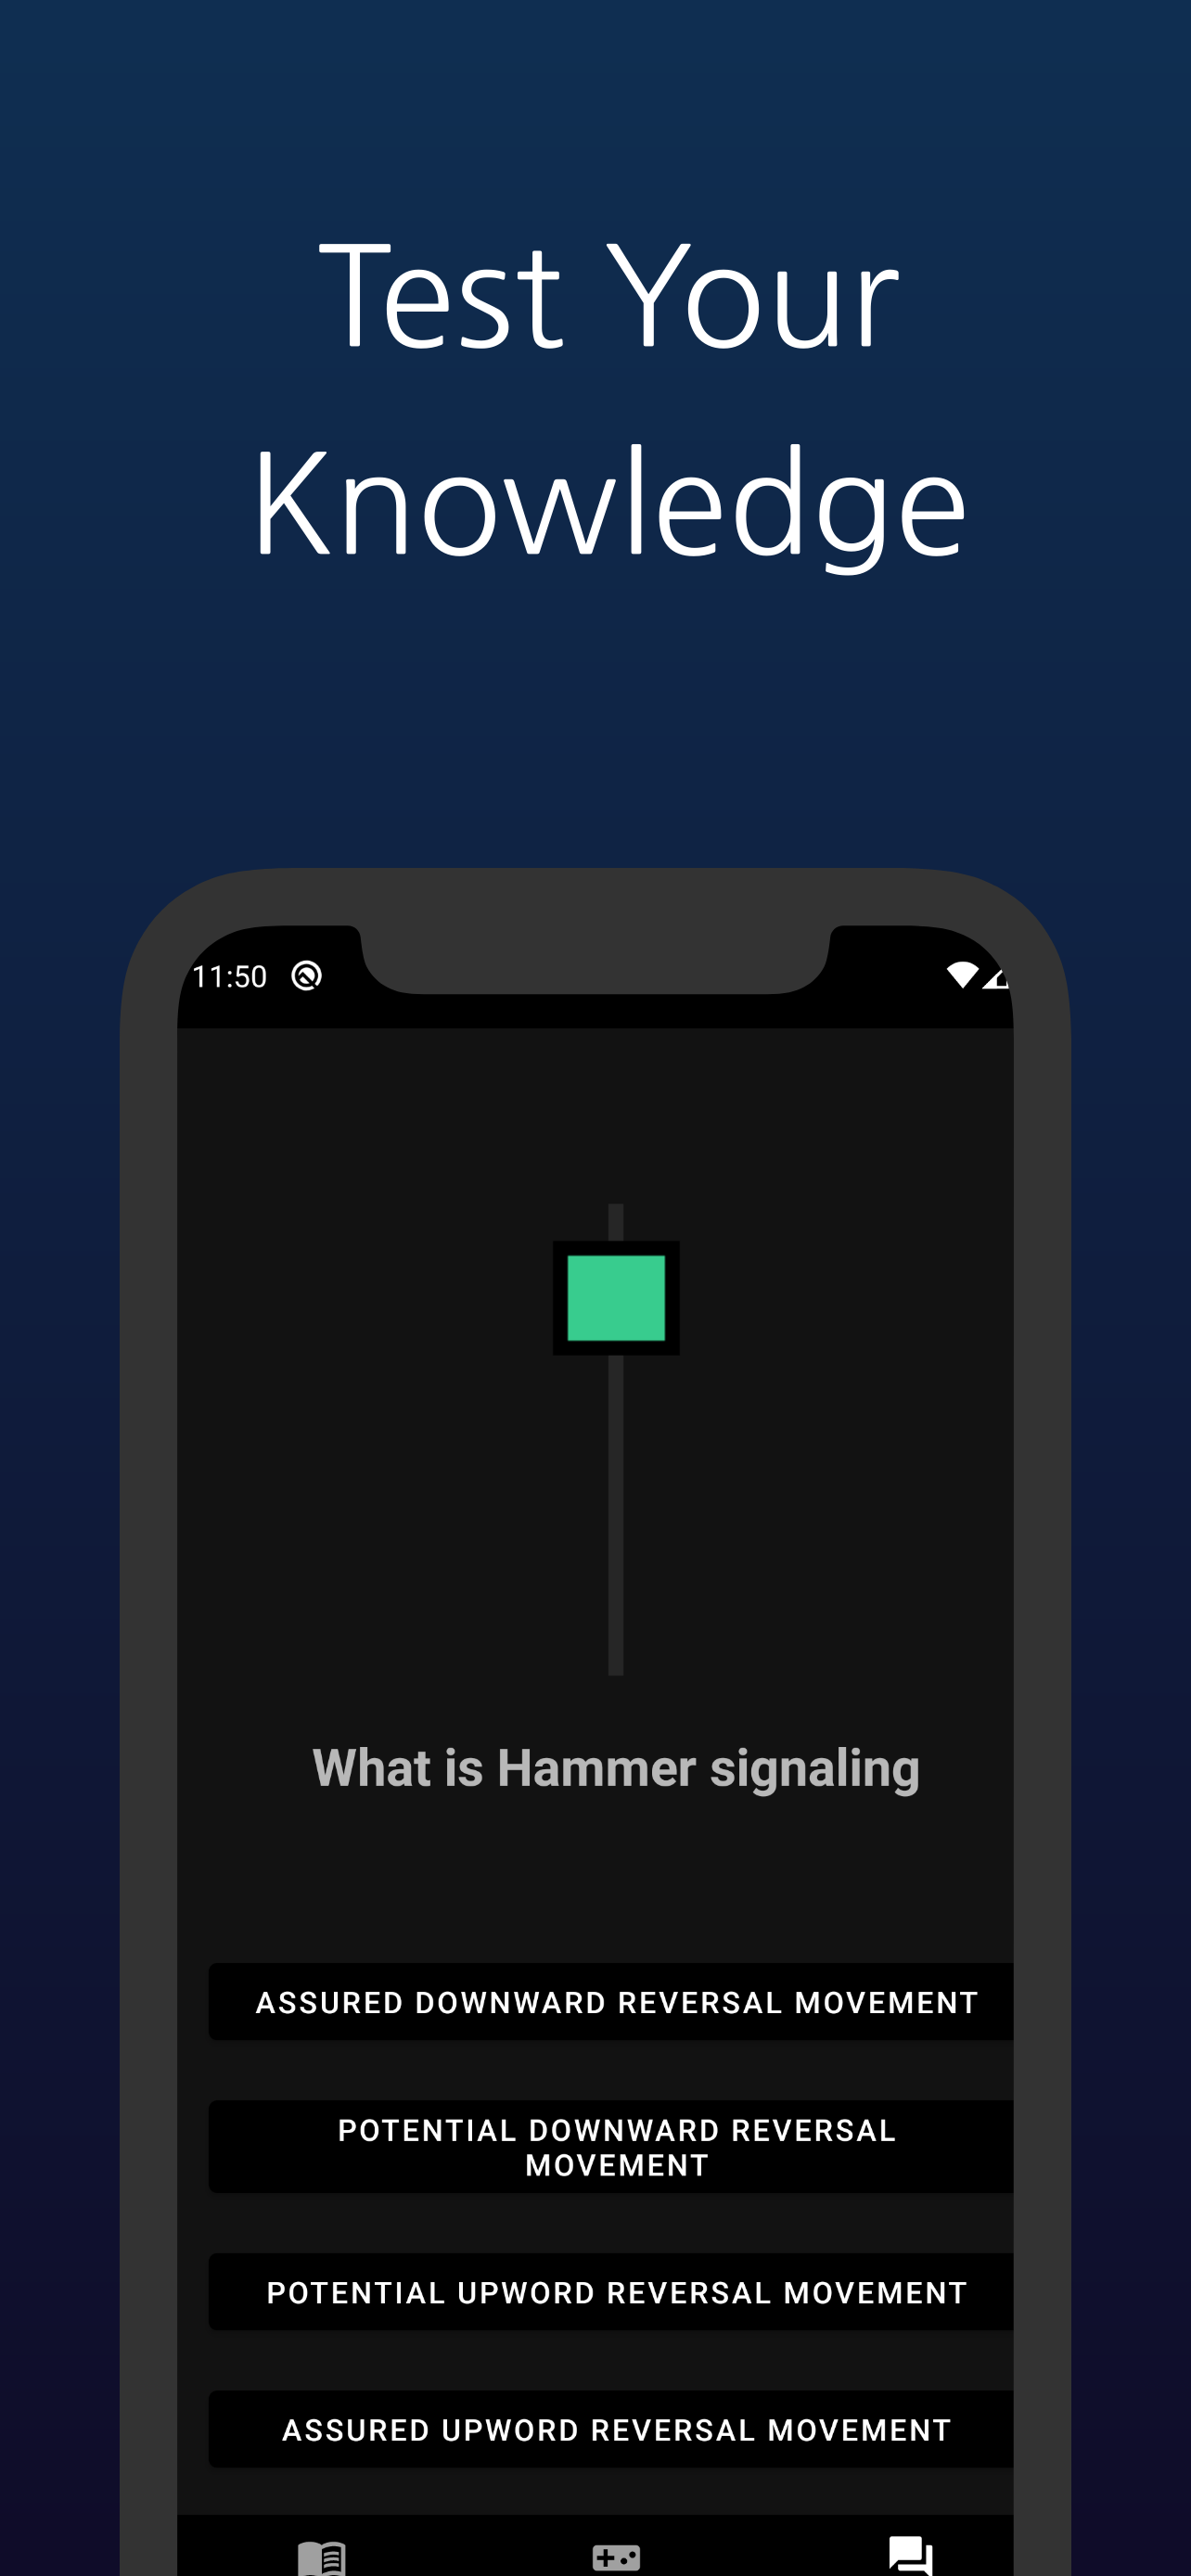 Test Your
Knowledge
11:50
What is Hammer signaling
ASSURED DOWNWARD REVERSAL MOVEMENT
POTENTIAL DOWNWARD REVERSAL
MOVEMENT
POTENTIAL UPWORD REVERSAL MOVEMENT
ASSURED UPWORD REVERSAL MOVEMENT